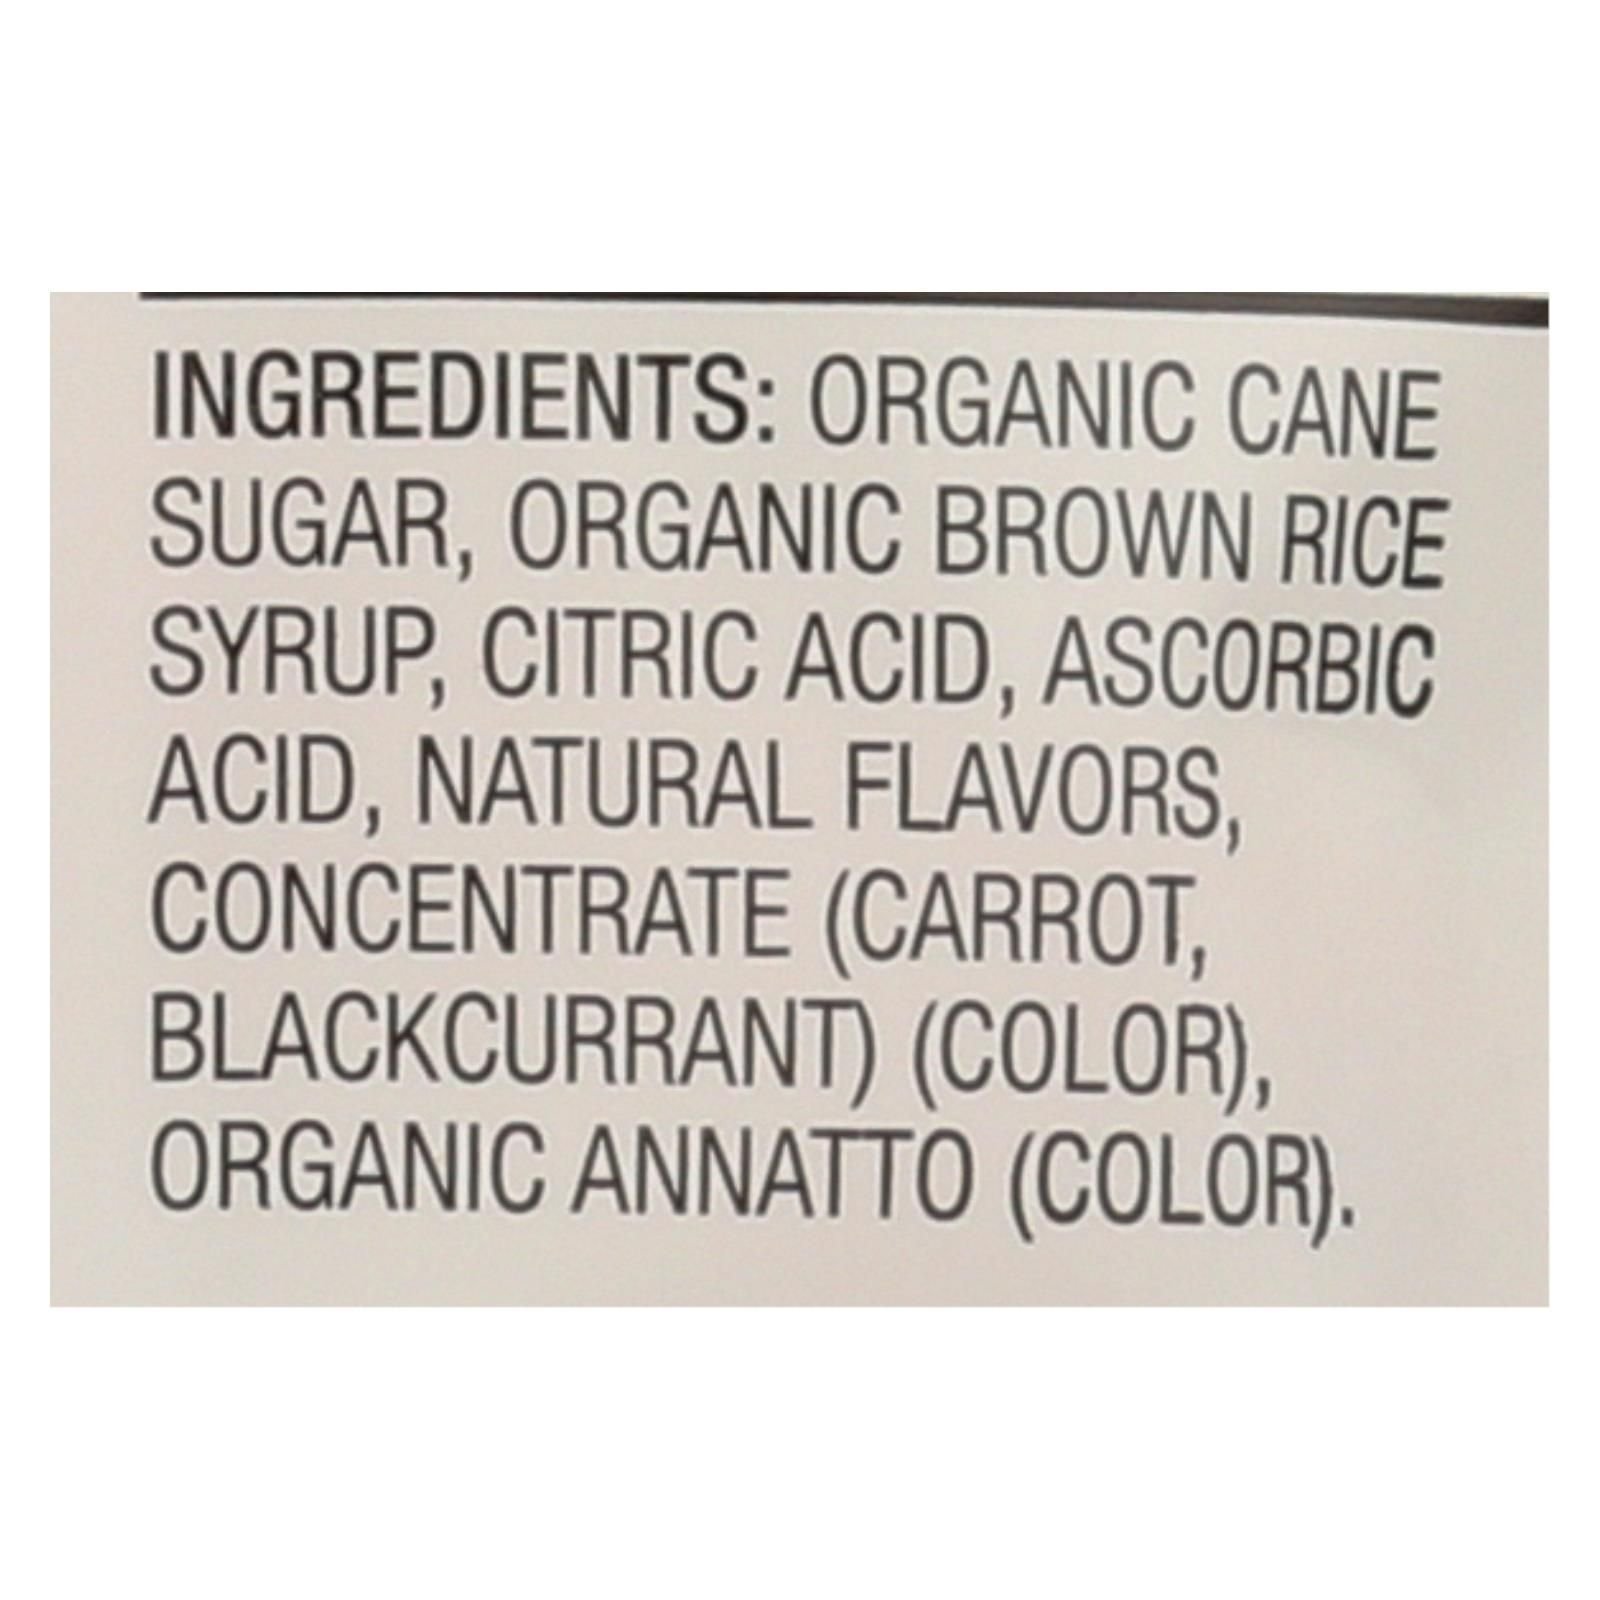 INGREDIENTS: ORGANIC CANE
SUGAR, ORGANIC BROWN RICE
SYRUP, CITRIC ACID, ASCORBIC
ACID, NATURAL FLAVORS,
CONCENTRATE (CARROT,
BLACKCURRANT) (COLOR),
ORGANIC ANNATTO (COLOR).